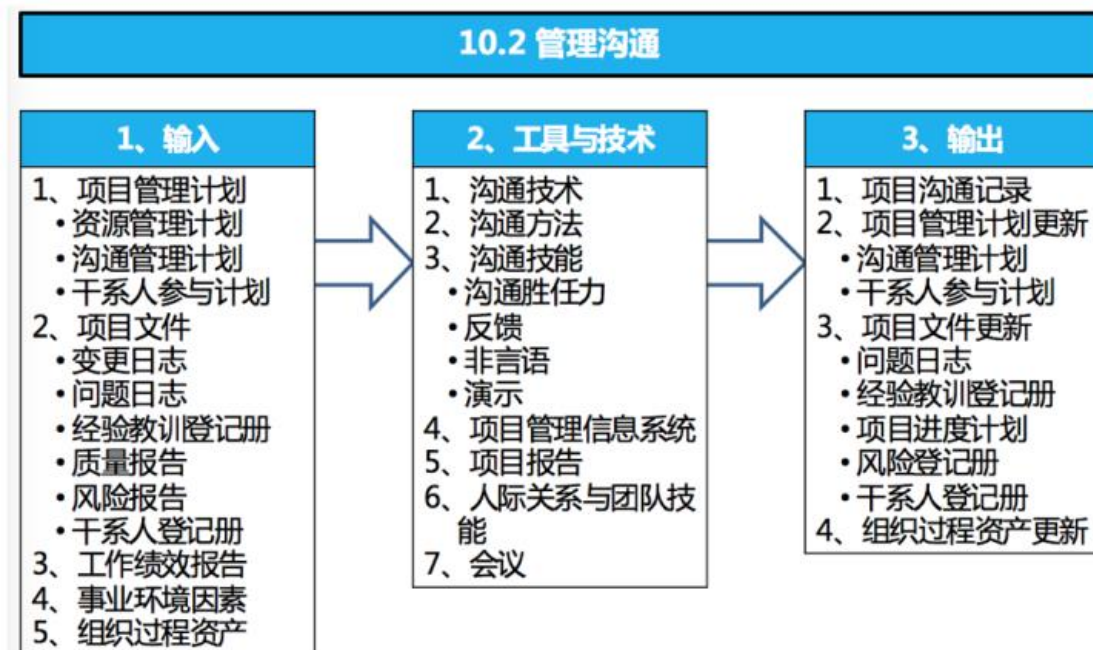 10.2 管理沟通
1、输入
1、项目管理计划
•资源管理计划
•沟通管理计划
•干系人参与计划
2、项目文件
•变更日志
•问题日志
•经验教训登记册
•质量报告
•风险报告
•干系人登记册
3、工作绩效报告
4、事业环境因素
5、组织过程资产
2、工具与技术
1、沟通技术
2、沟通方法
3、沟通技能
•沟通胜任力
•反馈
•非言语
•演示
4、项目管理信息系统
5、项目报告
6、人际关系与团队技
能
7、会议
3、输出
1、项目沟通记录
2、项目管理计划更新
•沟通管理计划
•干系人参与计划
3、项目文件更新
•问题日志
•经验教训登记册
•项目进度计划
•风险登记册
•干系人登记册
4、组织过程资产更新